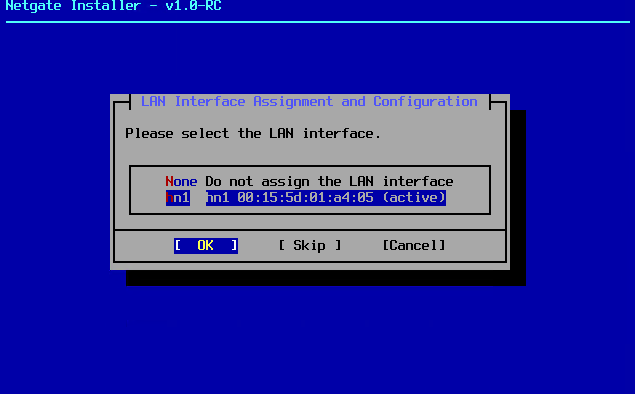 Netgate Installer - v1.0-RC
LAN Interface Assignment and Configuration
Please select the LAN interface.
None Do not assign the LAN interface
hn1 hn1 00:15:5d:01:a4:05 (active)
[ OK ] [ Skip ] [Cancel]